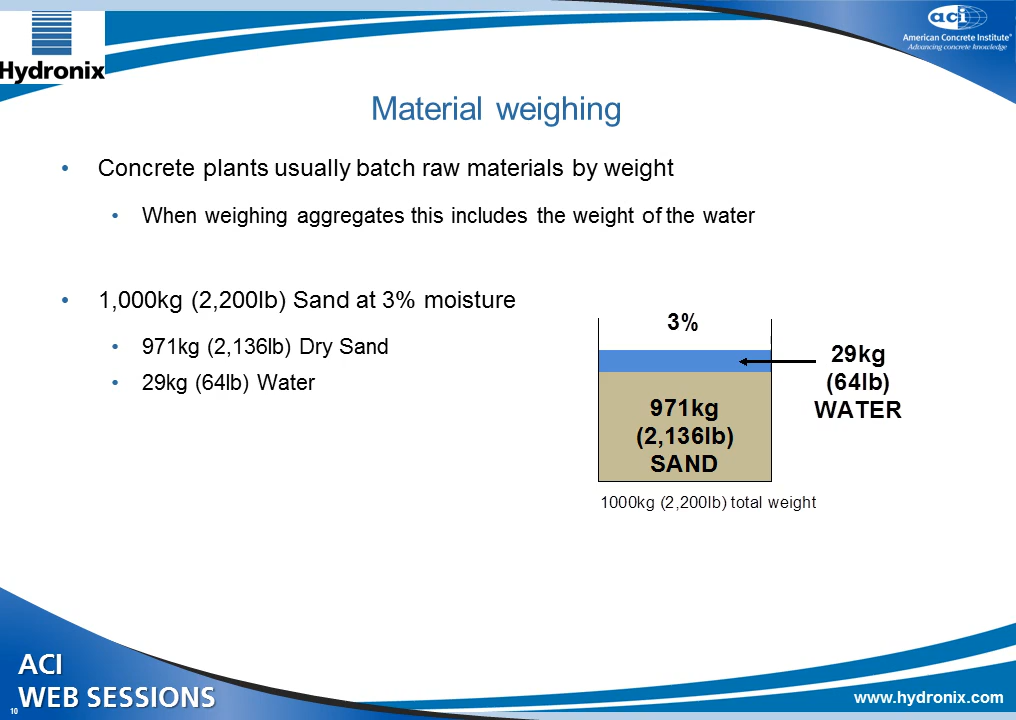 Hydronix
aci
American Concrete Institute®
Advancing concrete knowledge
Material weighing
• Concrete plants usually batch raw materials by weight
• When weighing aggregates this includes the weight of the water
• 1,000kg (2,200lb) Sand at 3% moisture
• 971kg (2,136lb) Dry Sand
• 29kg (64lb) Water
3%
29kg
(64lb)
WATER
971kg
(2,136lb)
SAND
1000kg (2,200lb) total weight
ACI
WEB SESSIONS
10
www.hydronix.com